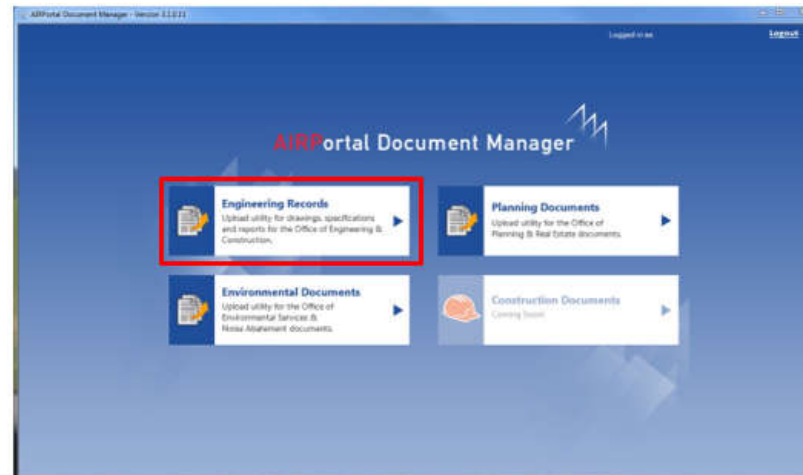 AIRPortal Document Manager - Version 3.1.0.21
Logged in as
Logout
AIRPortal Document Manager
Engineering Records
Upload utility for drawings, specifications
and reports for the Office of Engineering &
Construction.
Planning Documents
Upload utility for the Office of
Planning & Real Estate documents.
Environmental Documents
Upload utility for the Office of
Environmental Services &
Noise Abatement documents.
Construction Documents
Coming Soon!